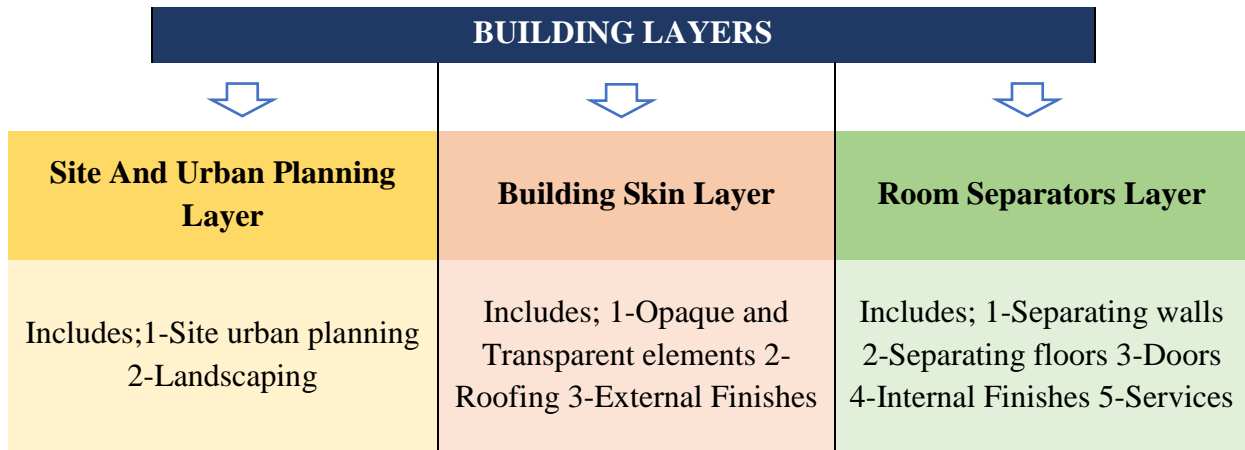 BUILDING LAYERS
Site And Urban Planning
Layer
Building Skin Layer
Room Separators Layer
Includes;1-Site urban planning
2-Landscaping
Includes; 1-Opaque and
Transparent elements 2-
Roofing 3-External Finishes
Includes; 1-Separating walls
2-Separating floors 3-Doors
4-Internal Finishes 5-Services